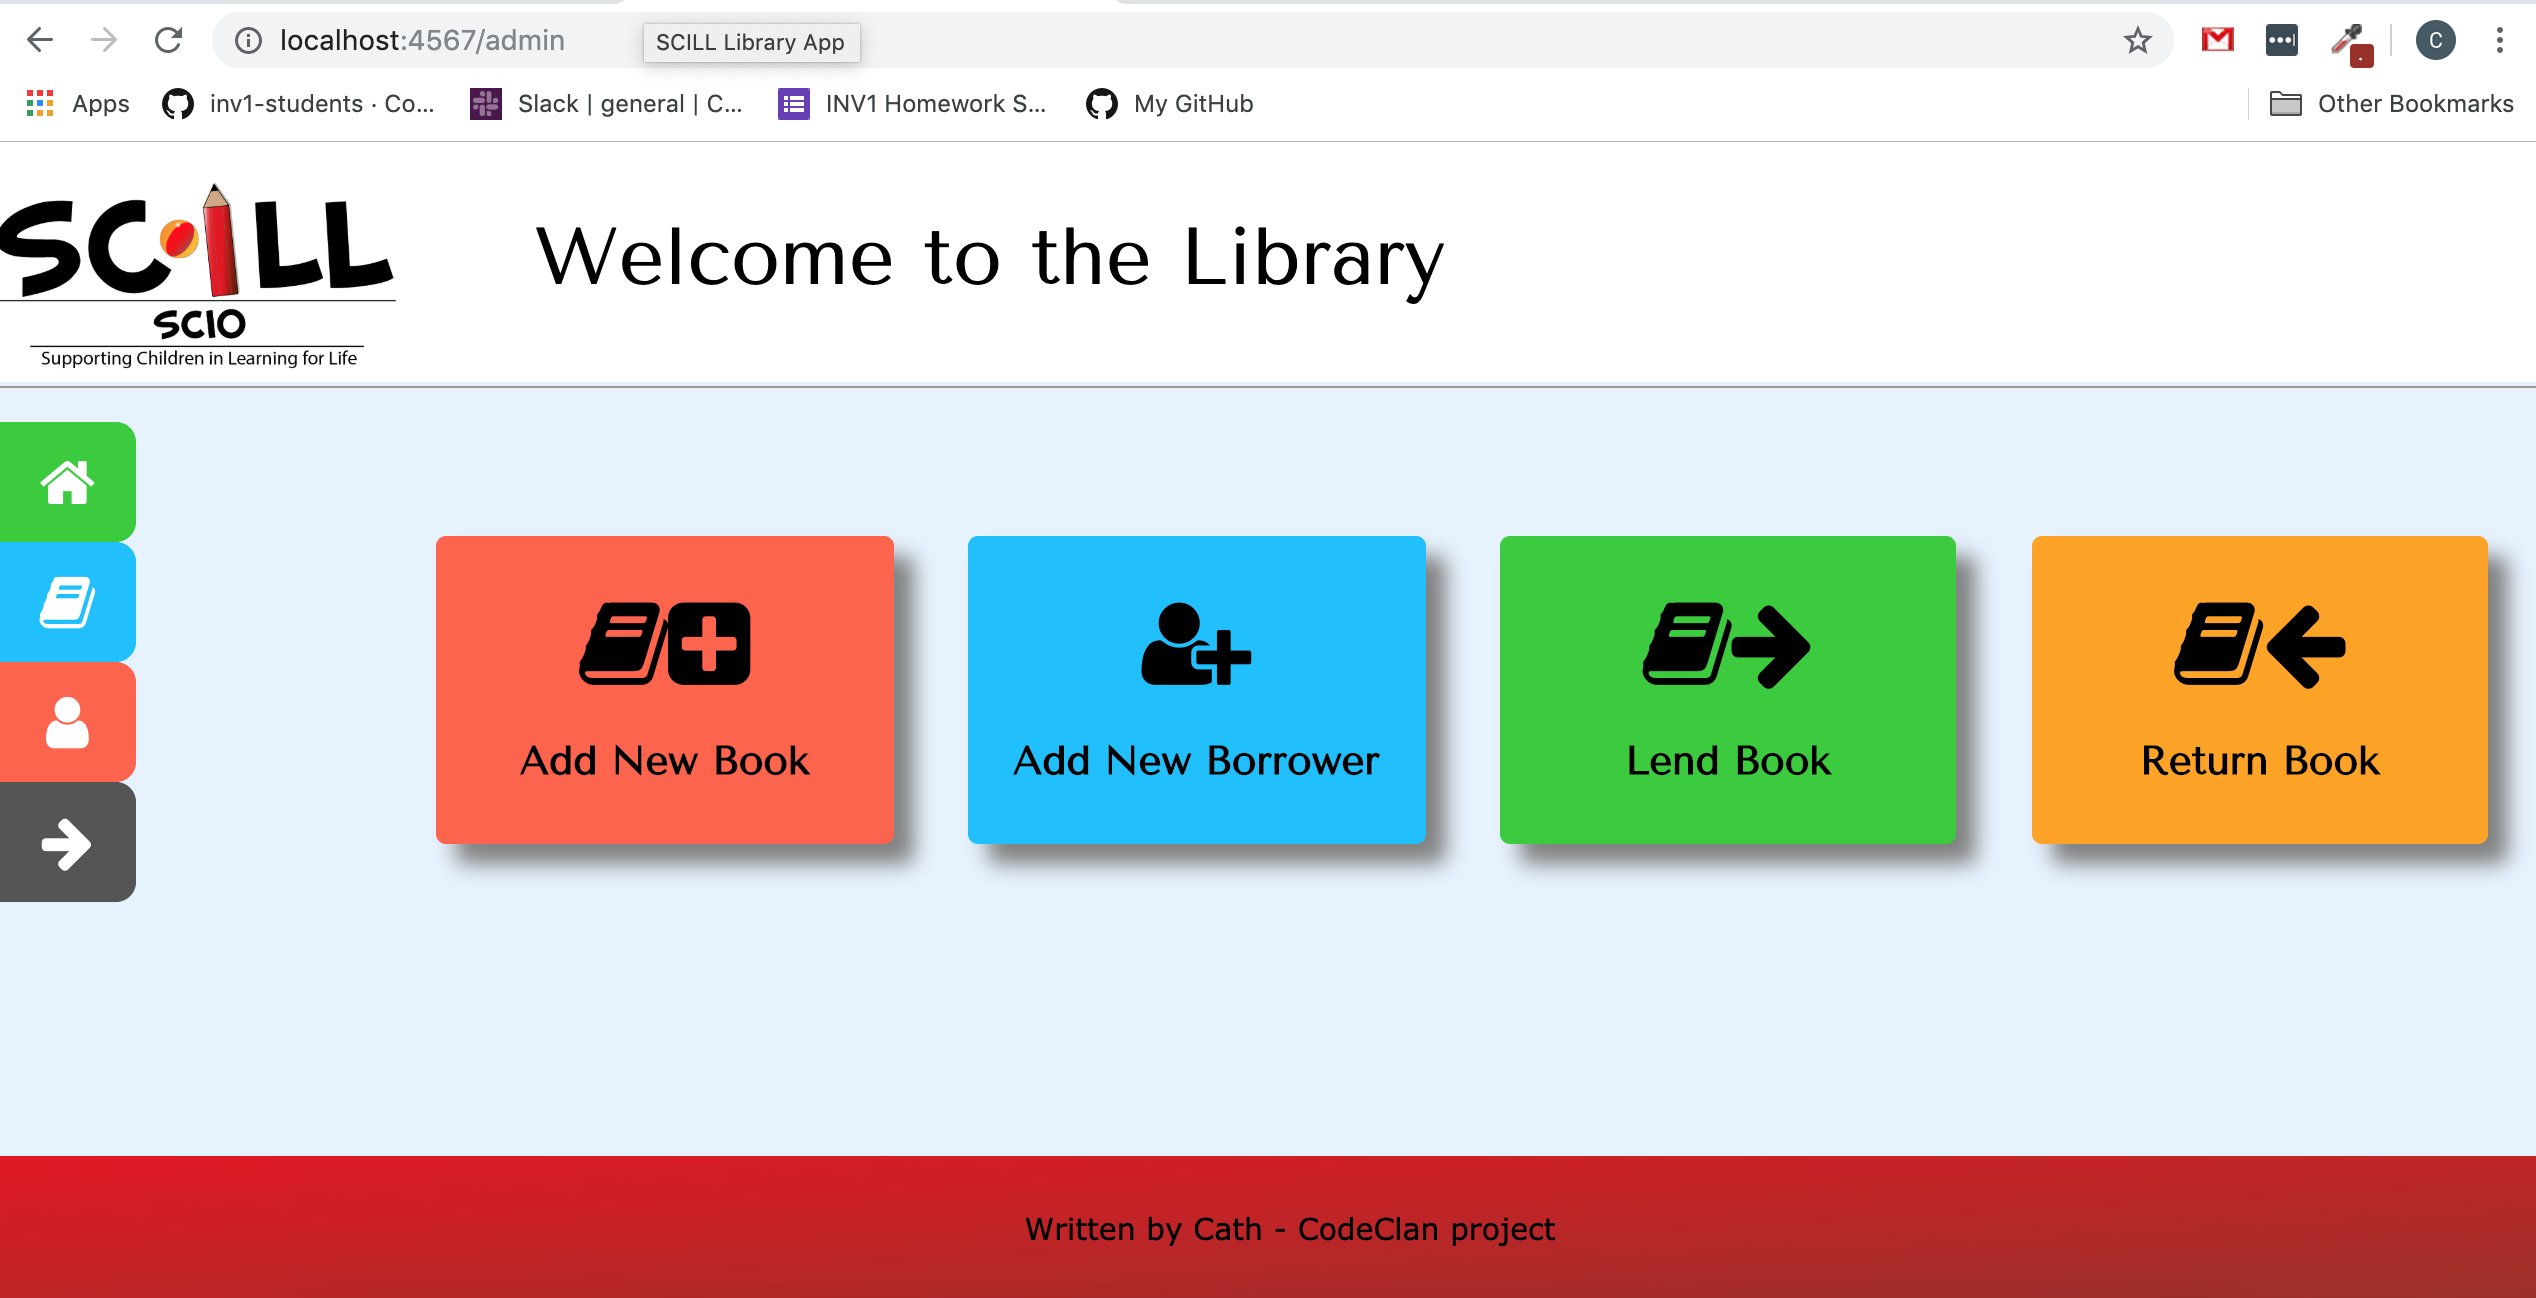 localhost:4567/admin
SCILL Library App
C
Apps
inv1-students · Co...
Slack | general | C...
INV1 Homework S...
My GitHub
Other Bookmarks
SCILL
SCIO
Supporting Children in Learning for Life
Welcome to the Library
Add New Book
Add New Borrower
Lend Book
Return Book
Written by Cath - CodeClan project